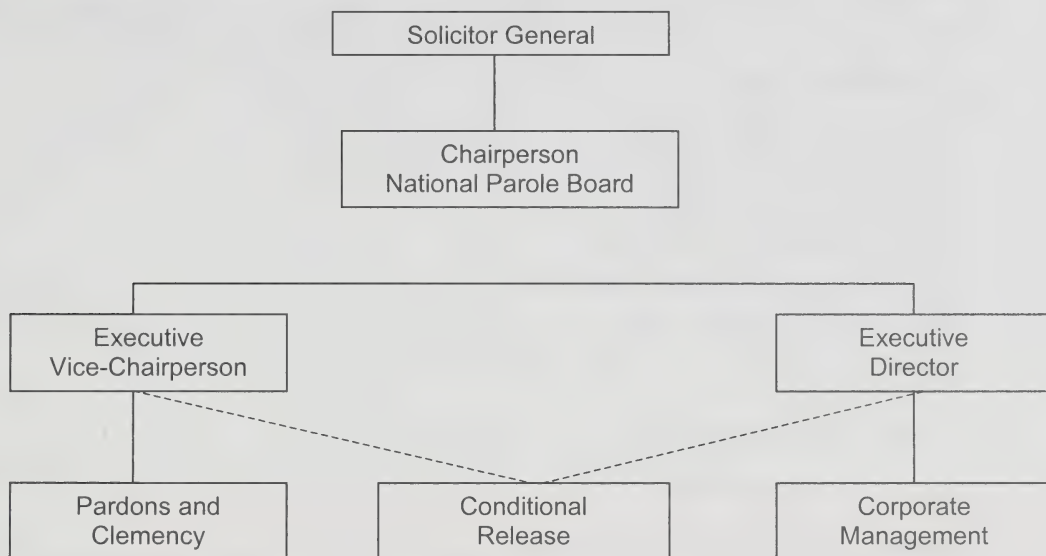 Solicitor General
Chairperson
National Parole Board
Executive
Vice-Chairperson
Executive
Director
Pardons and
Clemency
Conditional
Release
Corporate
Management